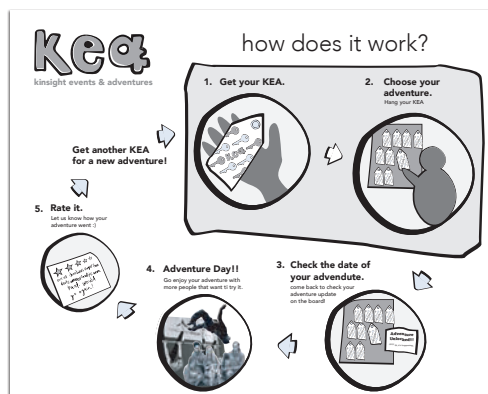 kea
kinsight events & adventures
how does it work?
1. Get your KEA.
2. Choose your
adventure.
Hang your KEA
Get another KEA
for a new adventure!
5. Rate it.
Let us know how your
adventure went :)
4. Adventure Day!!
Go enjoy your adventure with
more people that want ti try it.
3. Check the date of
your advendute.
come back to check your
adventure update
on the board!
kea
Adventure
Unlocked!!